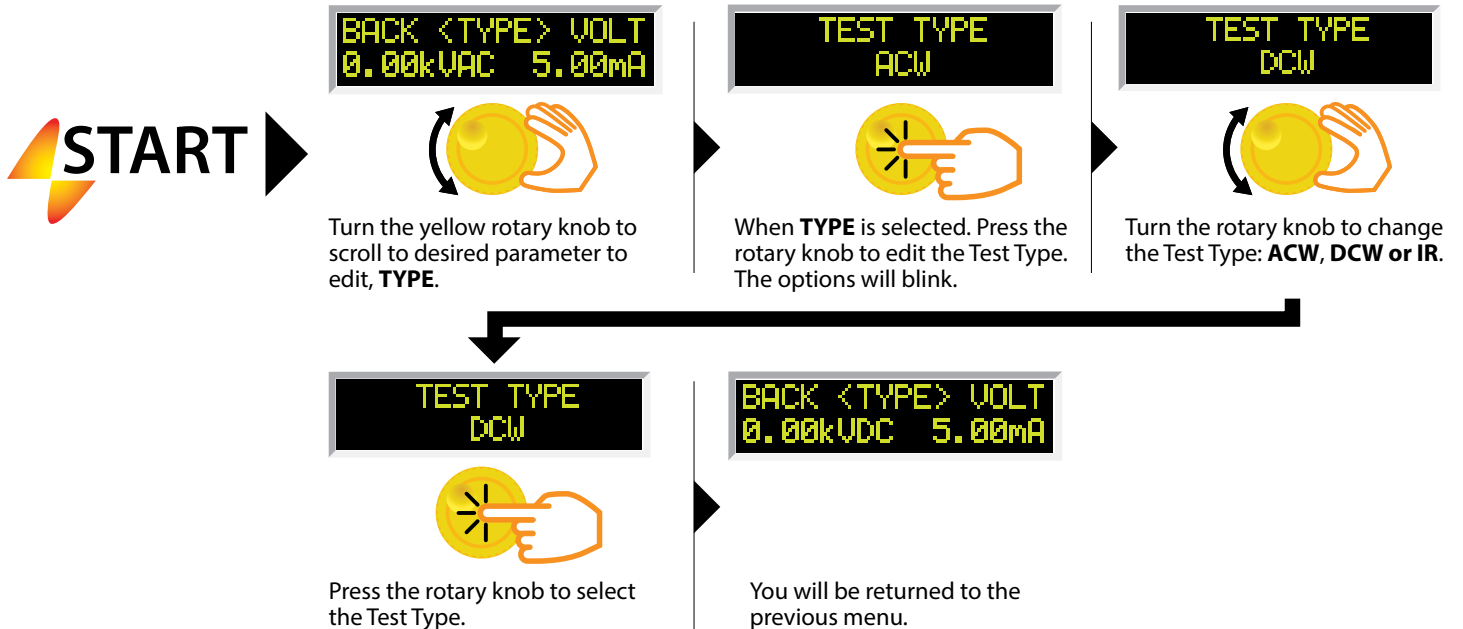 START
BACK <TYPE> VOLT
0.00kVAC 5.00mA
Turn the yellow rotary knob to
scroll to desired parameter to
edit, TYPE.
TEST TYPE
ACW
When TYPE is selected. Press the
rotary knob to edit the Test Type.
The options will blink.
TEST TYPE
DCW
Turn the rotary knob to change
the Test Type: ACW, DCW or IR.
TEST TYPE
DCW
Press the rotary knob to select
the Test Type.
BACK <TYPE> VOLT
0.00kVDC 5.00mA
You will be returned to the
previous menu.